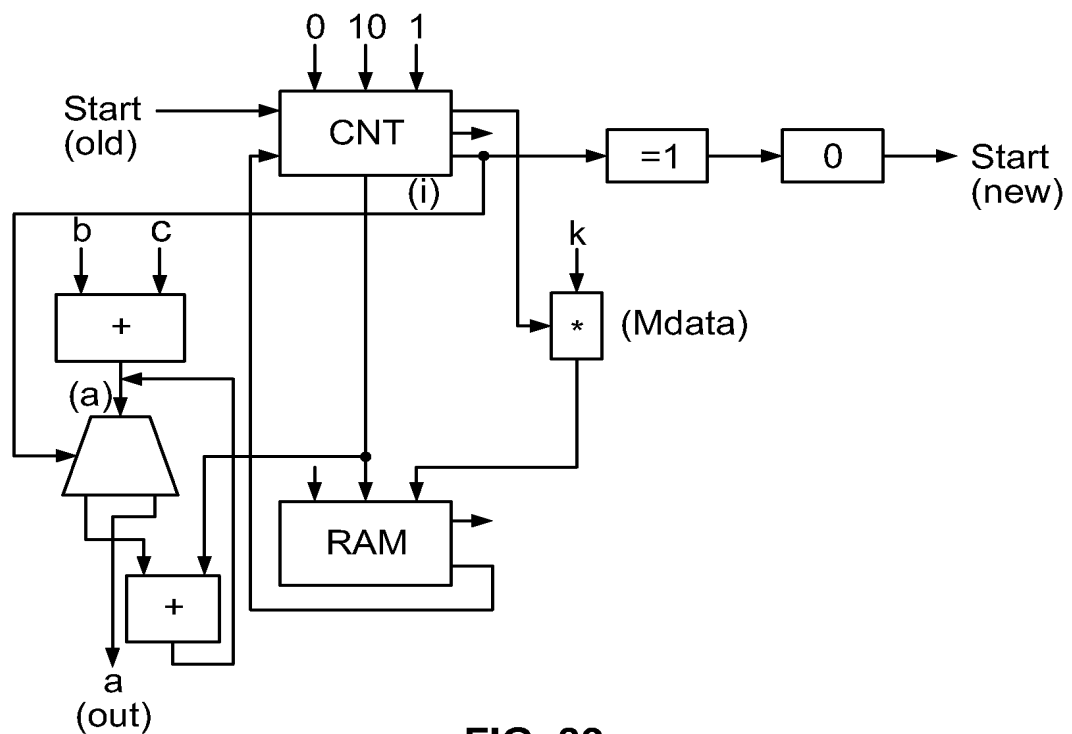 0 10 1
Start
(old)
CNT
=1
0
Start
(new)
(i)
b c
k
+
*
(Mdata)
(a)
RAM
+
a
(out)